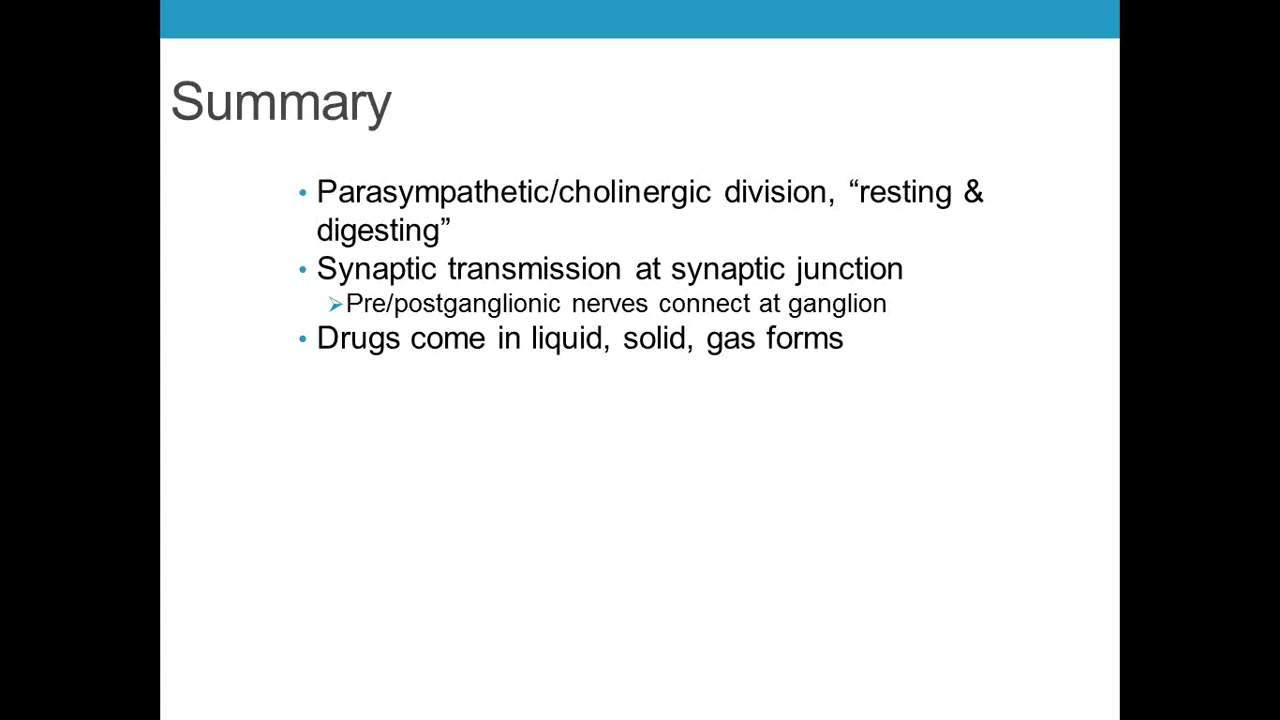 Summary
• Parasympathetic/cholinergic division, “resting &
digesting”
• Synaptic transmission at synaptic junction
➢Pre/postganglionic nerves connect at ganglion
• Drugs come in liquid, solid, gas forms